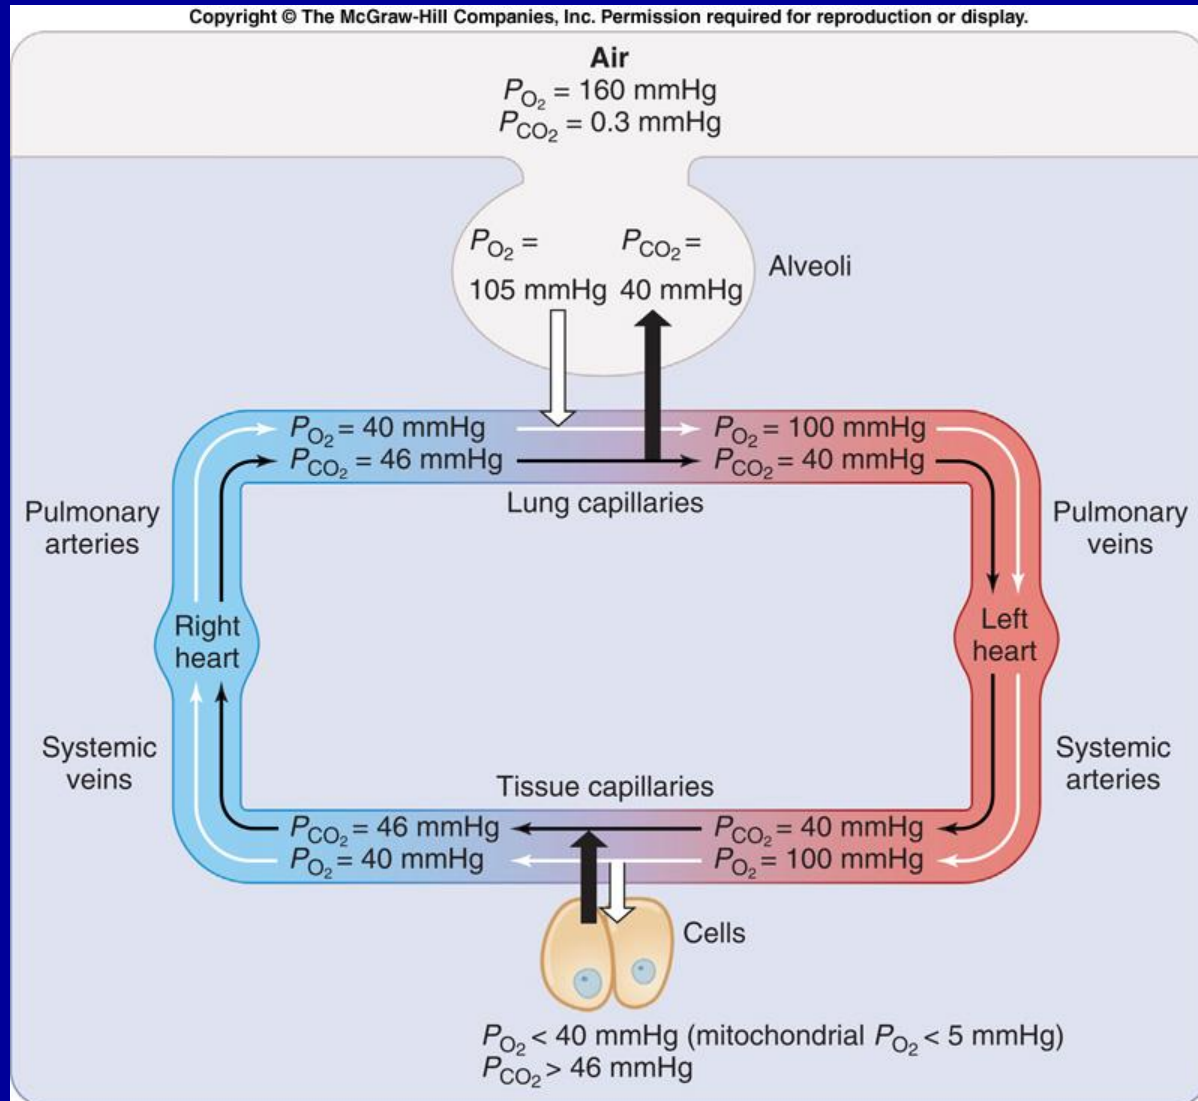 Copyright © The McGraw-Hill Companies, Inc. Permission required for reproduction or display.
Air
PO2 = 160 mmHg
PCO2 = 0.3 mmHg
PO2 = PCO2 =
105 mmHg 40 mmHg
Alveoli
PO2 = 40 mmHg PO2 = 100 mmHg
PCO2 = 46 mmHg PCO2 = 40 mmHg
Lung capillaries
Pulmonary
arteries
Pulmonary
veins
Right
heart
Left
heart
Systemic
veins
Systemic
arteries
Tissue capillaries
PCO2 = 46 mmHg PCO2 = 40 mmHg
PO2 = 40 mmHg PO2 = 100 mmHg
Cells
PO2 < 40 mmHg (mitochondrial PO2 < 5 mmHg)
PCO2 > 46 mmHg